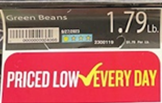 Green Beans
1.79
Lb.
PRICED LOW EVERY DAY